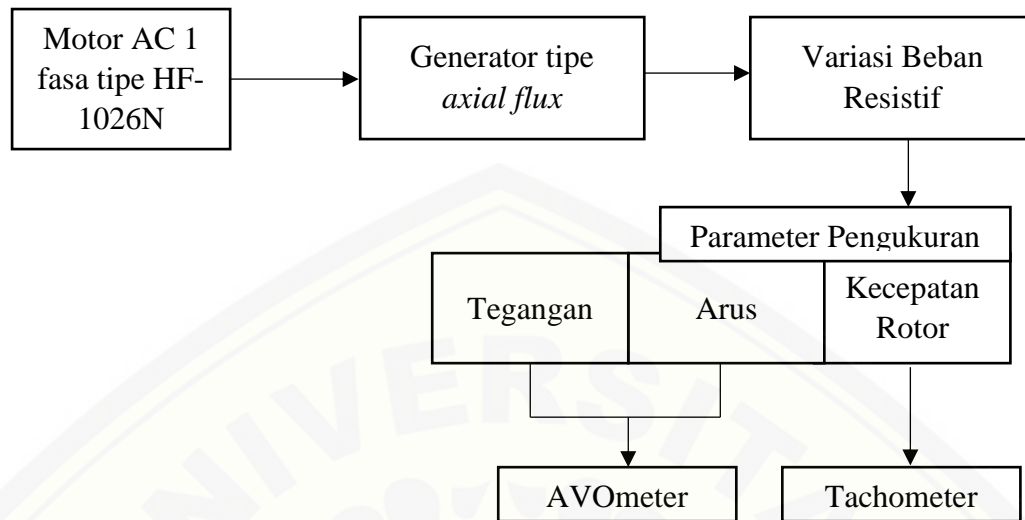 Motor AC 1
fasa tipe HF-
1026N
Generator tipe
axial flux
Variasi Beban
Resistif
Parameter Pengukuran
Tegangan
Arus
Kecepatan
Rotor
AVOmeter
Tachometer
UNIVERSITA